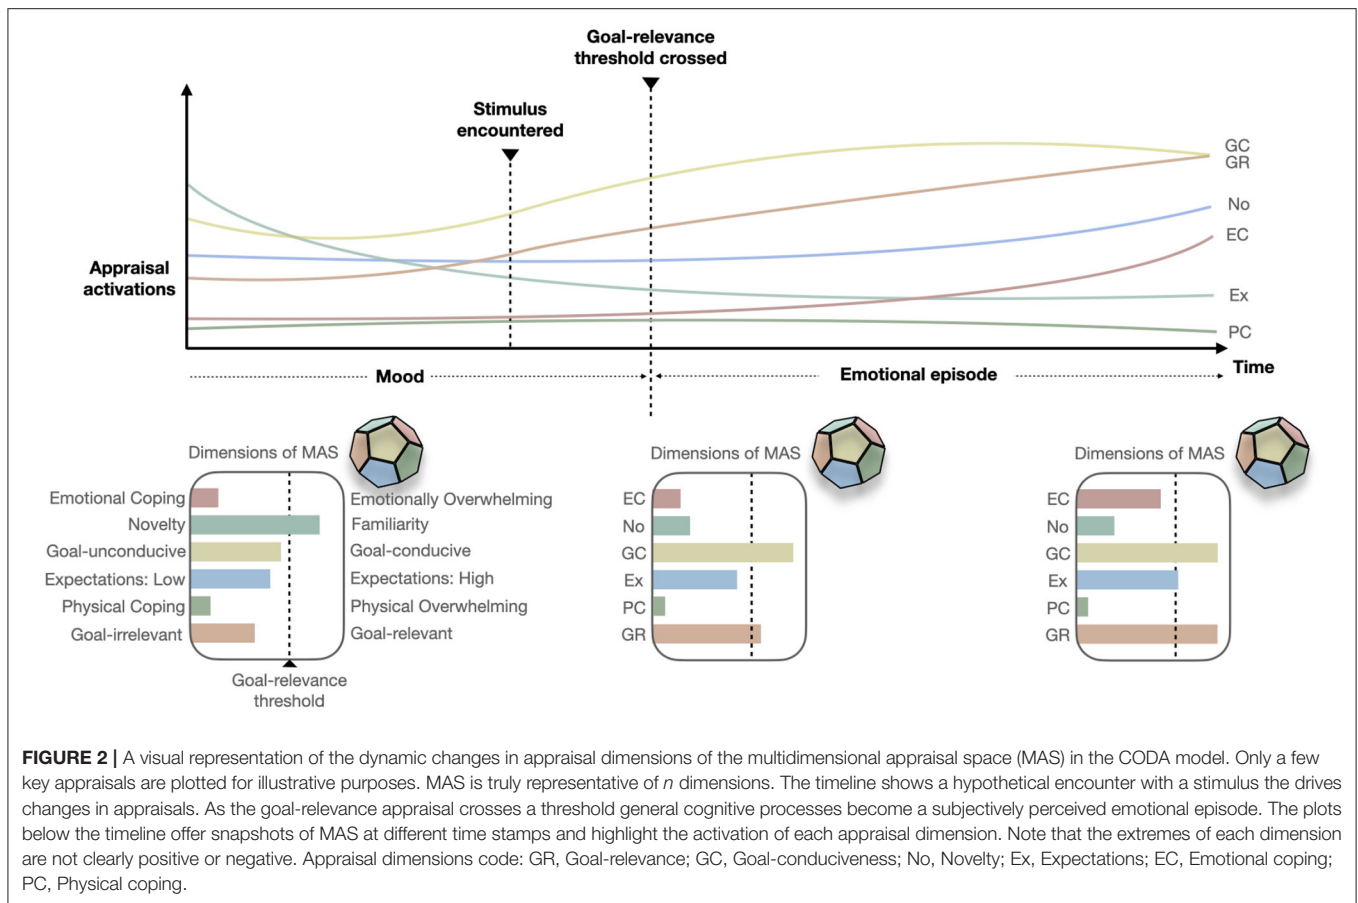 Goal-relevance
threshold crossed
Stimulus
encountered
Appraisal
activations
GC
GR
No
EC
Ex
PC
Time
Mood
Emotional episode
Dimensions of MAS
Emotional Coping
Emotionally Overwhelming
Novelty
Familiarity
Goal-unconducive
Goal-conducive
Expectations: Low
Expectations: High
Physical Coping
Physical Overwhelming
Goal-irrelevant
Goal-relevant
Goal-relevance
threshold
Dimensions of MAS
EC
No
GC
Ex
PC
GR
Dimensions of MAS
EC
No
GC
Ex
PC
GR
FIGURE 2 | A visual representation of the dynamic changes in appraisal dimensions of the multidimensional appraisal space (MAS) in the CODA model. Only a few
key appraisals are plotted for illustrative purposes. MAS is truly representative of n dimensions. The timeline shows a hypothetical encounter with a stimulus the drives
changes in appraisals. As the goal-relevance appraisal crosses a threshold general cognitive processes become a subjectively perceived emotional episode. The plots
below the timeline offer snapshots of MAS at different time stamps and highlight the activation of each appraisal dimension. Note that the extremes of each dimension
are not clearly positive or negative. Appraisal dimensions code: GR, Goal-relevance; GC, Goal-conduciveness; No, Novelty; Ex, Expectations; EC, Emotional coping;
PC, Physical coping.